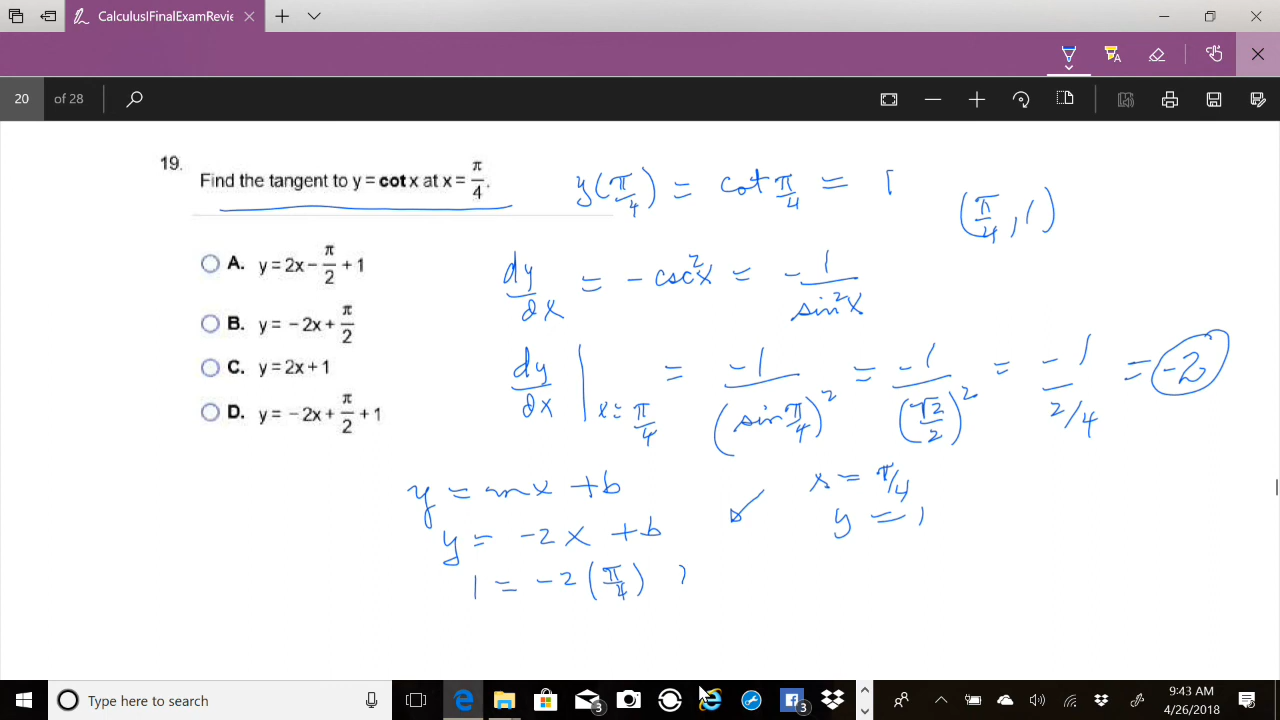 CalculusIFinalExamRevie
20 of 28
19.
Find the tangent to y = cot x at x = π/4.
y(π/4) = cot π/4 = 1
(π/4, 1)
A. y = 2x − π/2 + 1
dy/dx = − csc²x = − 1/sin²x
B. y = − 2x + π/2
C. y = 2x + 1
dy/dx | x = π/4 = −1/(sin π/4)² = −1/(√2/2)² = −1/2/4 = −2
D. y = − 2x + π/2 + 1
y = mx + b
x = π/4
y = −2x + b
y = 1
1 = −2(π/4)
Type here to search
3
3
9:43 AM
4/26/2018